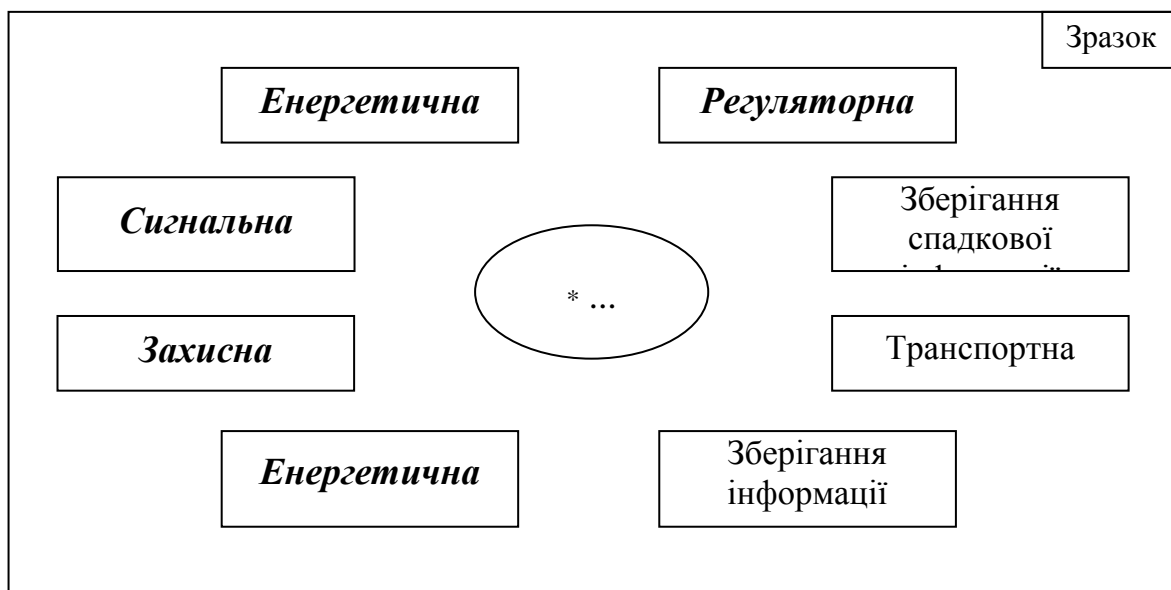 Зразок
Енергетична
Регуляторна
Сигнальна
Зберігання
спадкової
* ...
Захисна
Транспортна
Енергетична
Зберігання
інформації